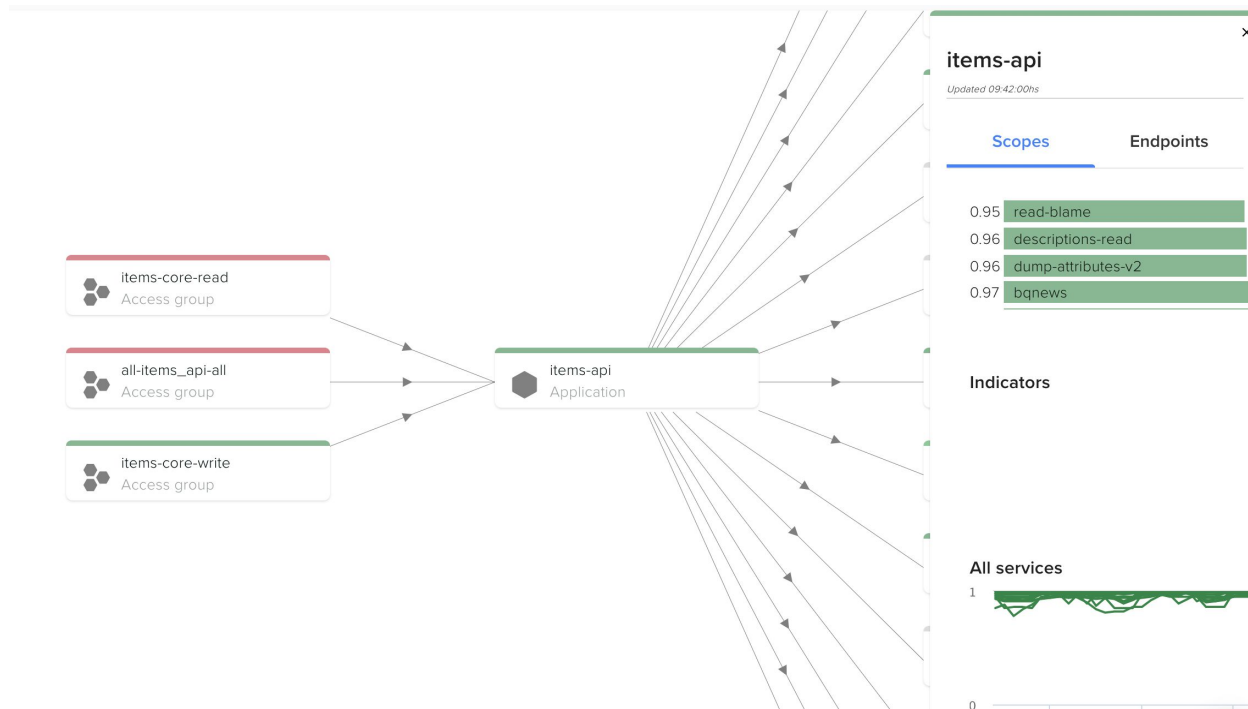 items-core-read
Access group
all-items_api-all
Access group
items-core-write
Access group
items-api
Application
×
items-api
Updated 09:42:00hs
Scopes Endpoints
0.95 read-blame
0.96 descriptions-read
0.96 dump-attributes-v2
0.97 bqnews
Indicators
All services
1
0